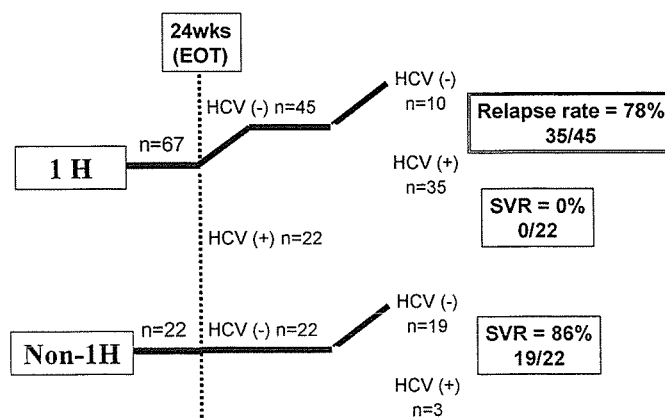 24wks
(EOT)
HCV (-) n=45
HCV (-)
n=10
Relapse rate = 78%
35/45
n=67
1 H
HCV (+)
n=35
SVR = 0%
0/22
HCV (+) n=22
n=22
HCV (-) n=22
HCV (-)
n=19
Non-1H
SVR = 86%
19/22
HCV (+)
n=3